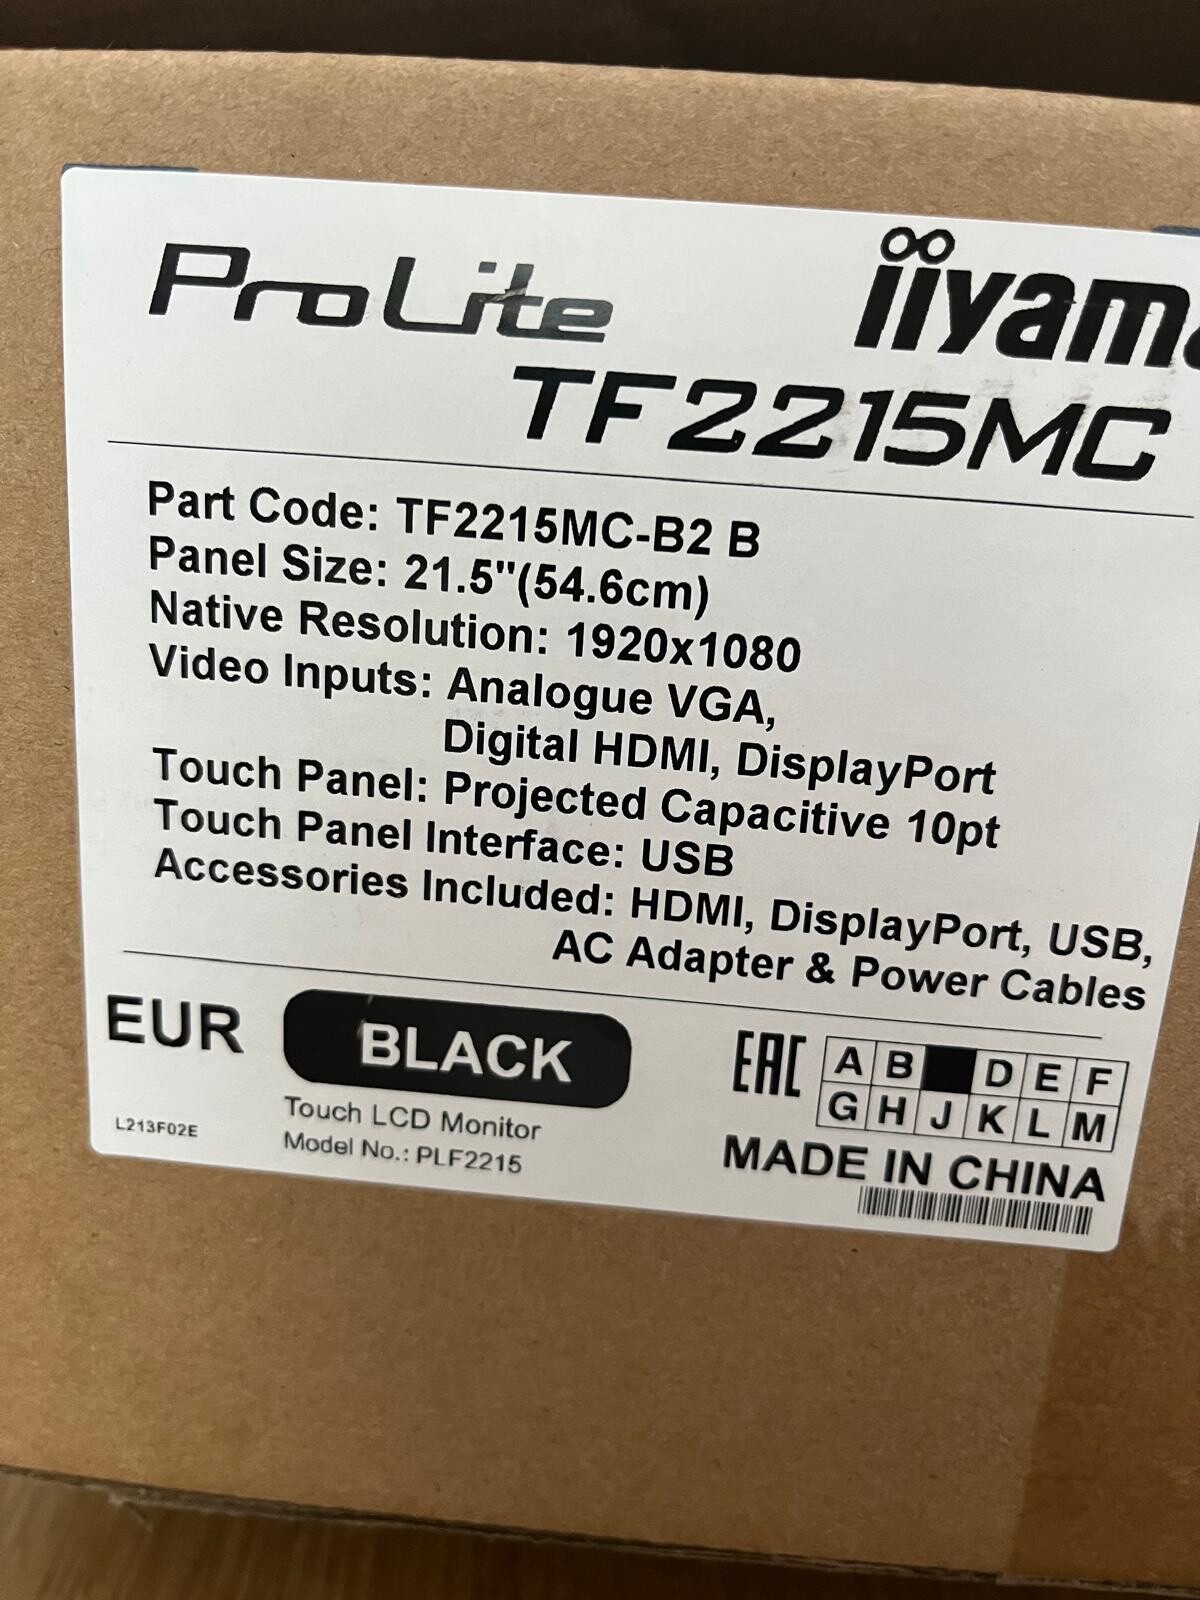 ProLite
iiyama
TF2215MC
Part Code: TF2215MC-B2 B
Panel Size: 21.5"(54.6cm)
Native Resolution: 1920x1080
Video Inputs: Analogue VGA,
Digital HDMI, DisplayPort
Touch Panel: Projected Capacitive 10pt
Touch Panel Interface: USB
Accessories Included: HDMI, DisplayPort, USB,
AC Adapter & Power Cables
EUR
BLACK
Touch LCD Monitor
Model No.: PLF2215
L213F02E
EAC
A B D E F
G H J K L M
MADE IN CHINA